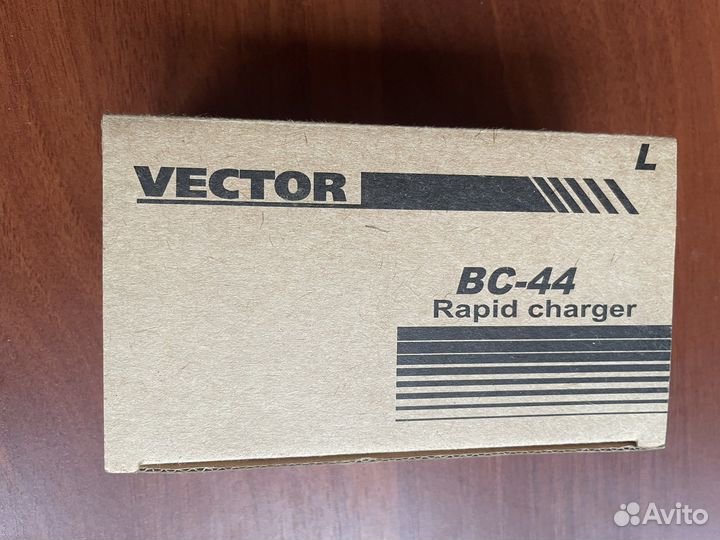 L
VECTOR
BC-44
Rapid charger
Avito